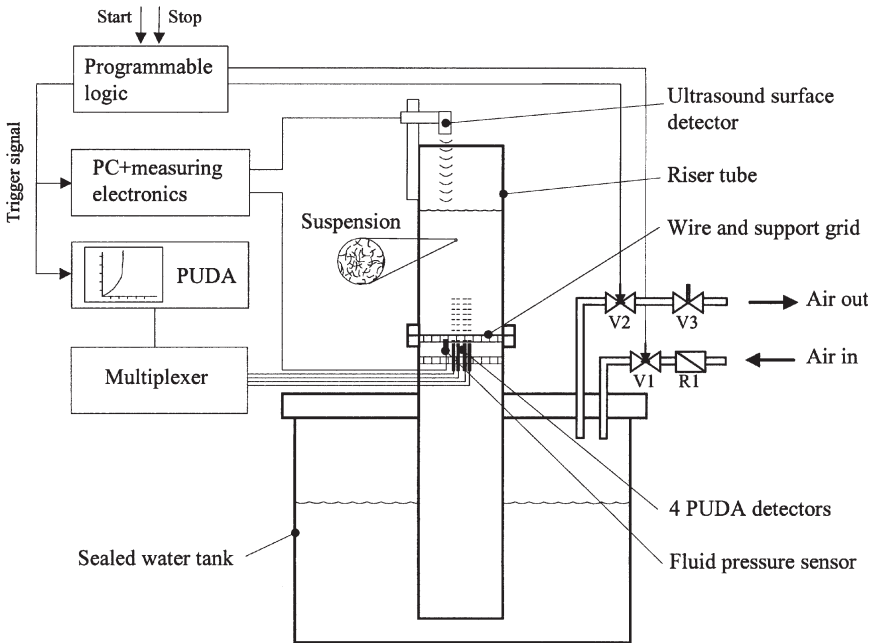 Start
Stop
Programmable
logic
Trigger signal
PC+measuring
electronics
PUDA
Multiplexer
Suspension
Ultrasound surface
detector
Riser tube
Wire and support grid
V2
V3
Air out
V1
R1
Air in
4 PUDA detectors
Sealed water tank
Fluid pressure sensor